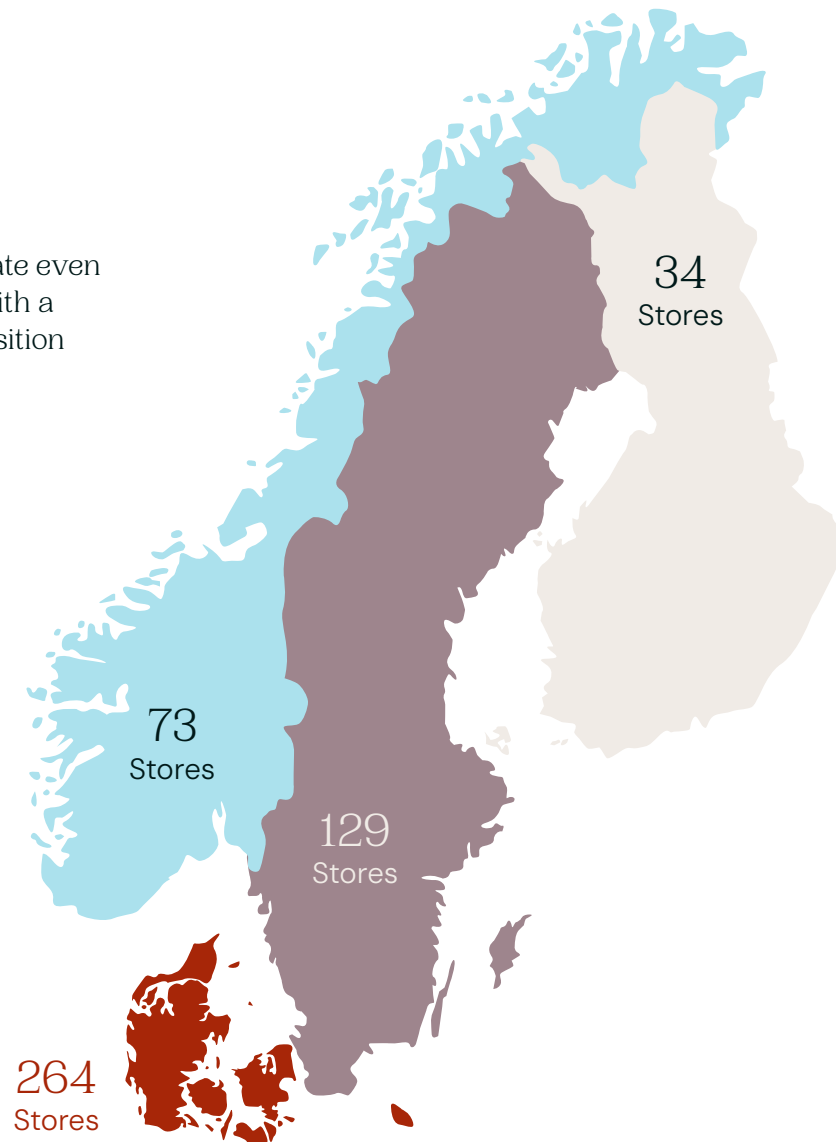 ate even
ith a
sition
34
Stores
73
Stores
129
Stores
264
Stores